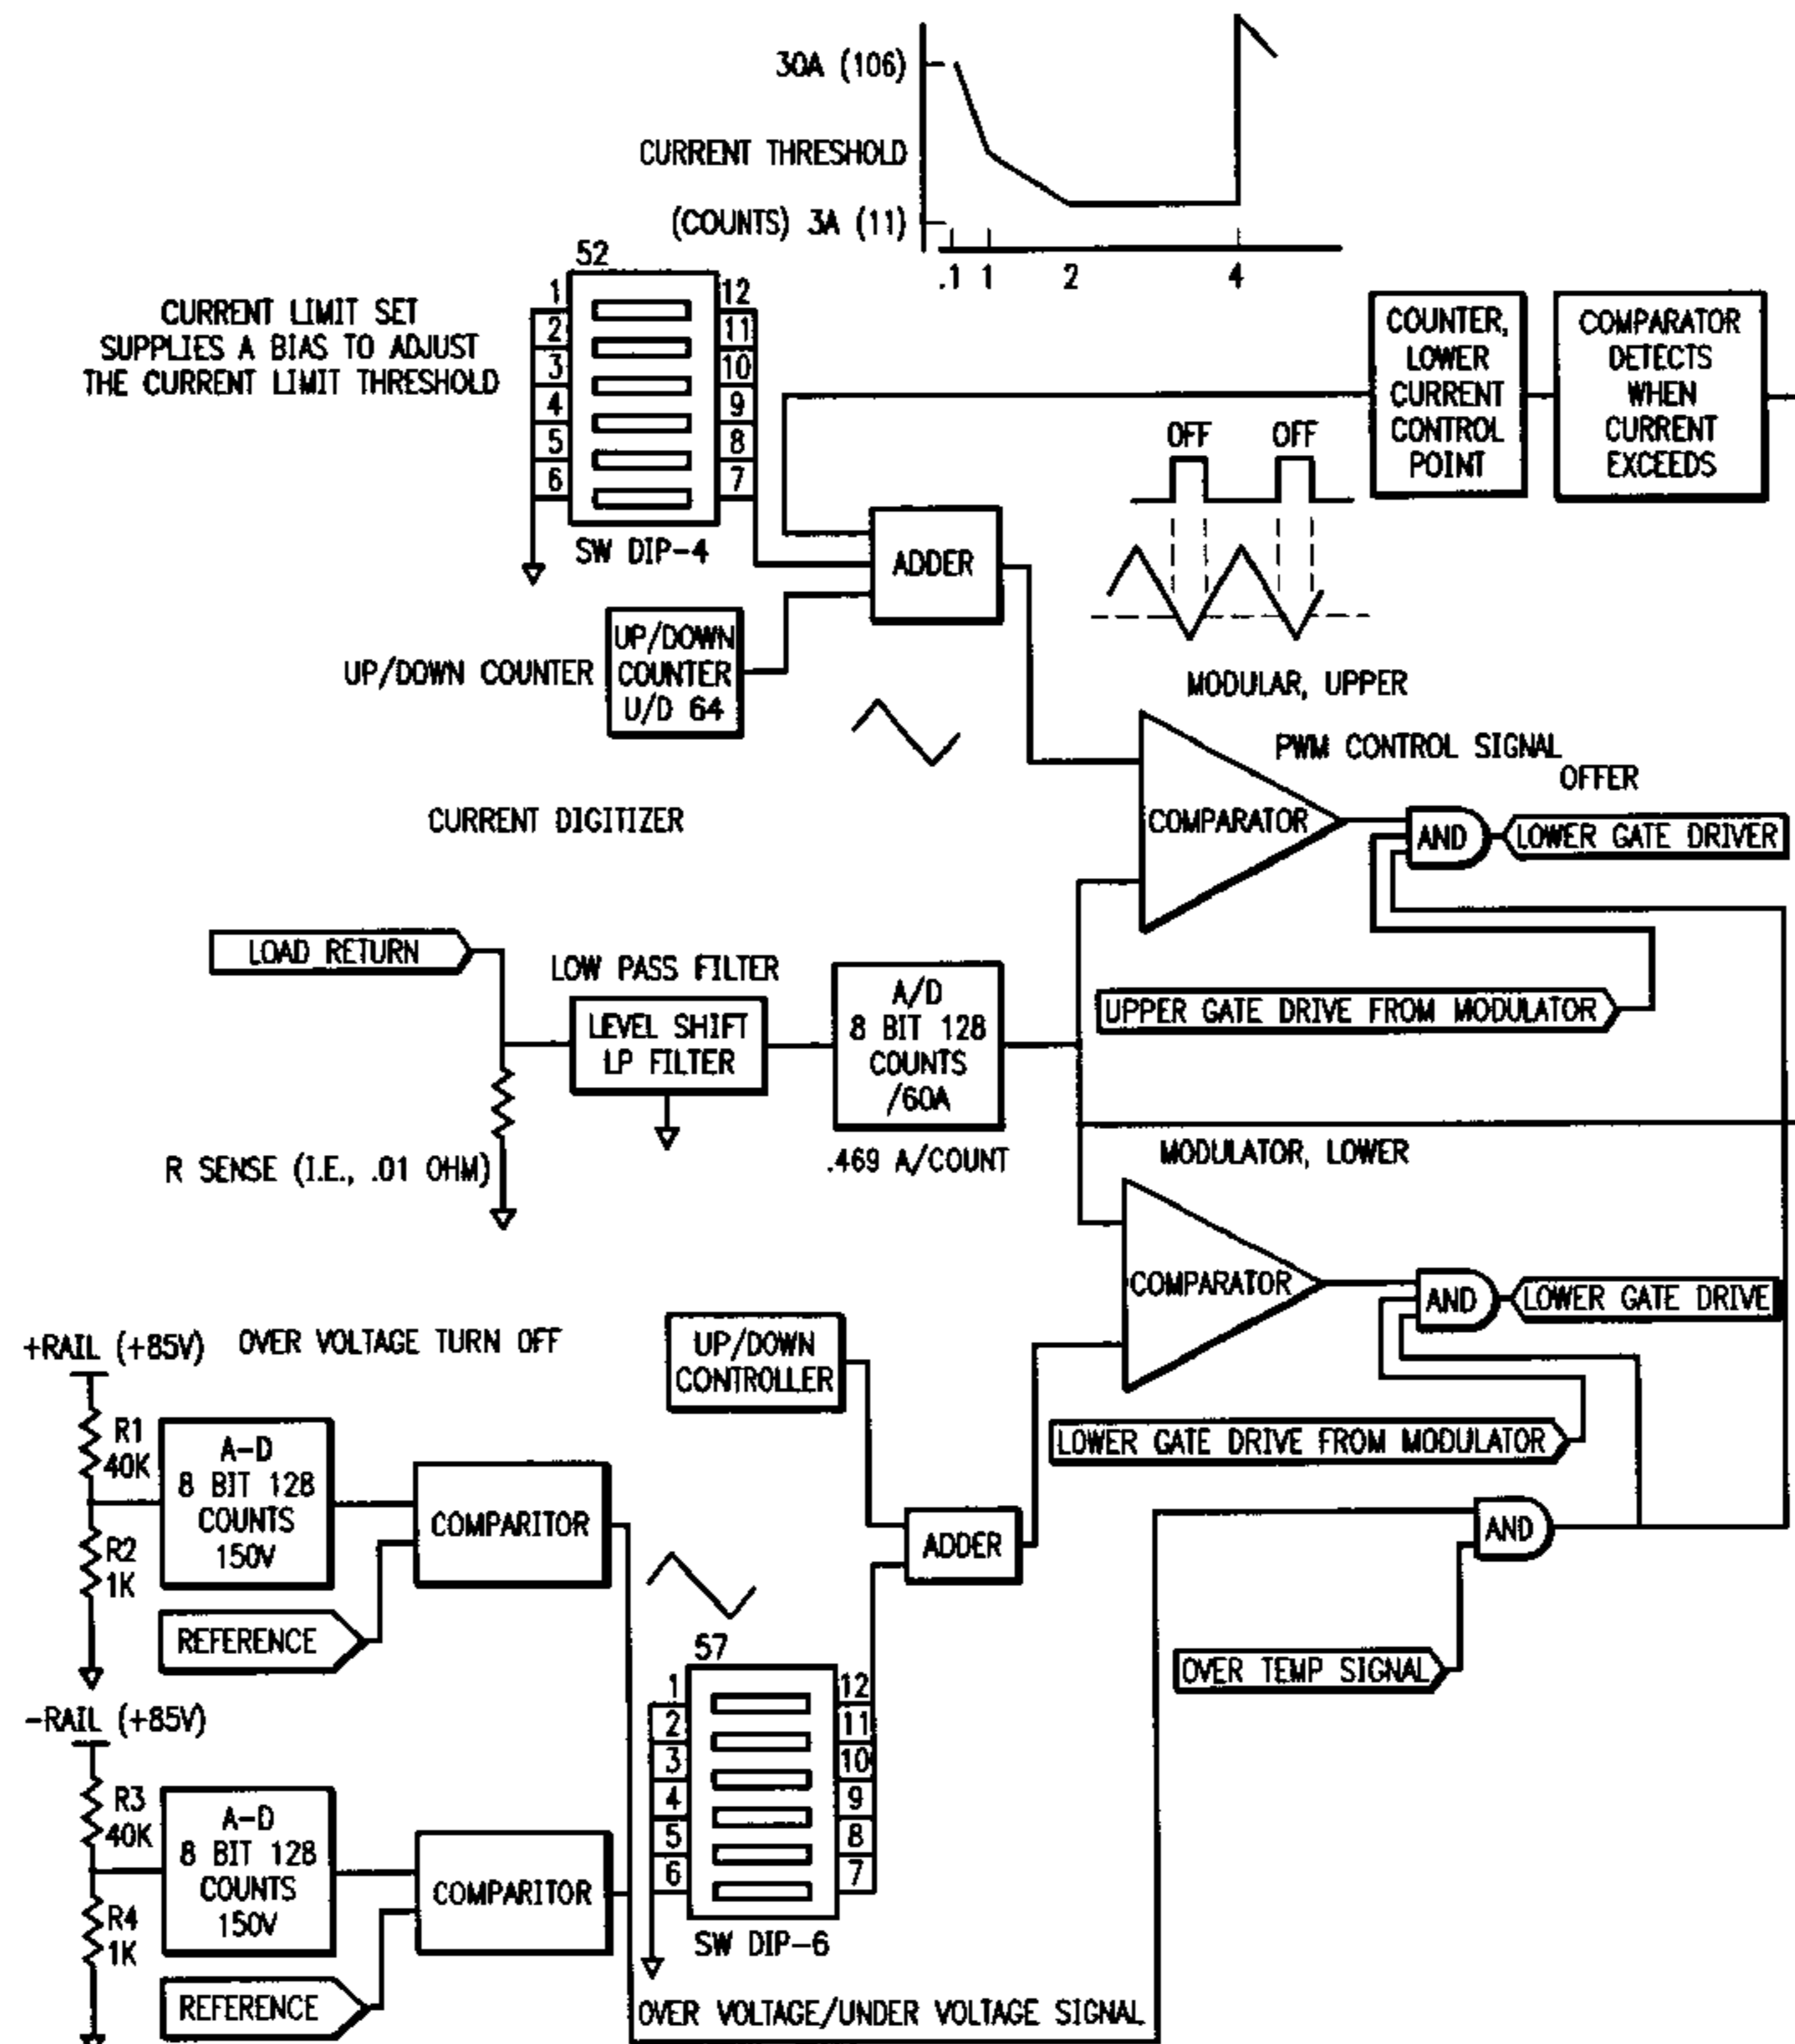 30A (106)
CURRENT THRESHOLD
(COUNTS) 3A (11)
.1 1 2 4
CURRENT LIMIT SET
SUPPLIES A BIAS TO ADJUST
THE CURRENT LIMIT THRESHOLD
52
1
2
3
4
5
6
12
11
10
9
8
7
SW DIP-4
COUNTER,
LOWER
CURRENT
CONTROL
POINT
COMPARATOR
DETECTS
WHEN
CURRENT
EXCEEDS
OFF OFF
ADDER
UP/DOWN COUNTER
UP/DOWN
COUNTER
U/D 64
MODULAR, UPPER
PWM CONTROL SIGNAL
OFFER
CURRENT DIGITIZER
COMPARATOR
AND
LOWER GATE DRIVER
LOAD RETURN
LOW PASS FILTER
LEVEL SHIFT
LP FILTER
A/D
8 BIT 128
COUNTS
/60A
.469 A/COUNT
UPPER GATE DRIVE FROM MODULATOR
R SENSE (I.E., .01 OHM)
MODULATOR, LOWER
COMPARATOR
AND
LOWER GATE DRIVE
+RAIL (+85V)
OVER VOLTAGE TURN OFF
UP/DOWN
CONTROLLER
LOWER GATE DRIVE FROM MODULATOR
R1
40K
R2
1K
A-D
8 BIT 128
COUNTS
150V
COMPARITOR
REFERENCE
ADDER
AND
OVER TEMP SIGNAL
57
1
2
3
4
5
6
12
11
10
9
8
7
SW DIP-6
-RAIL (+85V)
R3
40K
R4
1K
A-D
8 BIT 128
COUNTS
150V
COMPARITOR
REFERENCE
OVER VOLTAGE/UNDER VOLTAGE SIGNAL